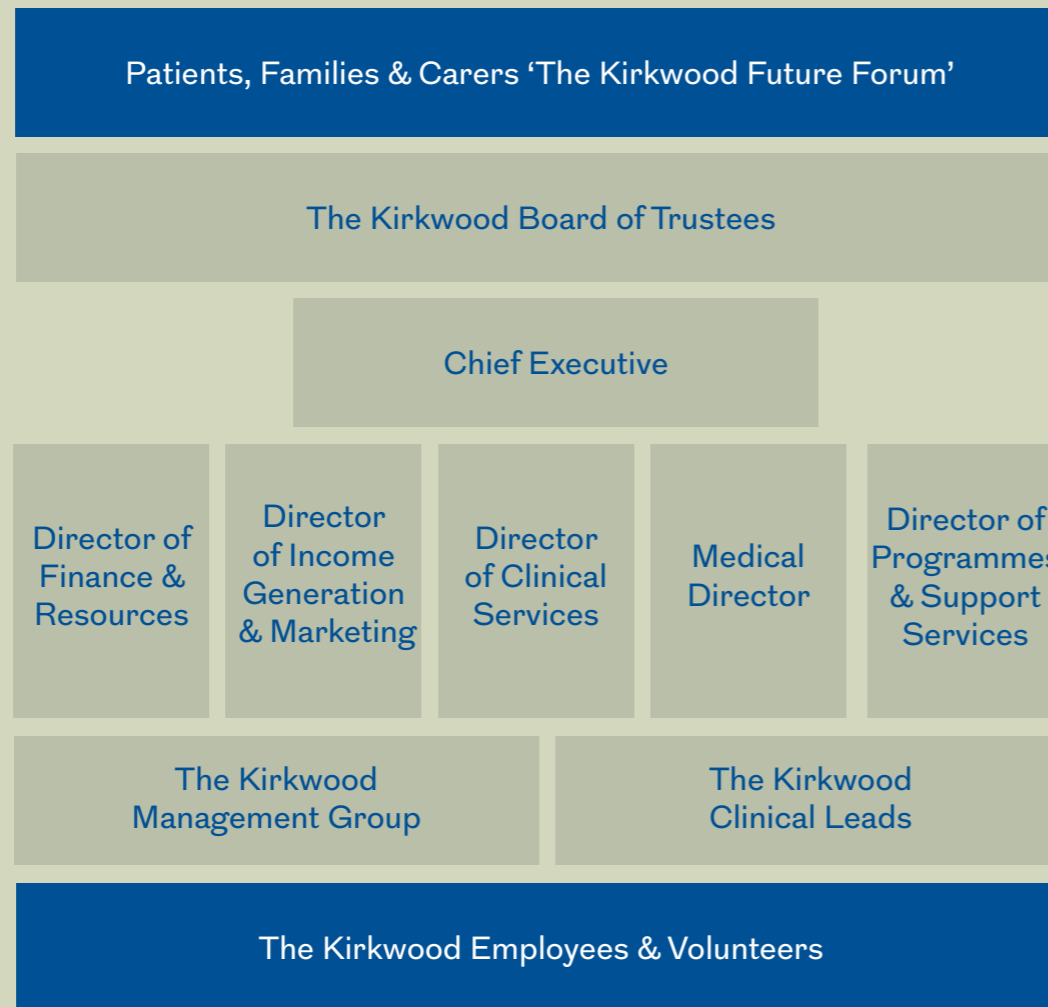 Patients, Families & Carers ‘The Kirkwood Future Forum’
The Kirkwood Board of Trustees
Chief Executive
Director of
Finance &
Resources
Director
of Income
Generation
& Marketing
Director
of Clinical
Services
Medical
Director
Director of
Programmes
& Support
Services
The Kirkwood
Management Group
The Kirkwood
Clinical Leads
The Kirkwood Employees & Volunteers